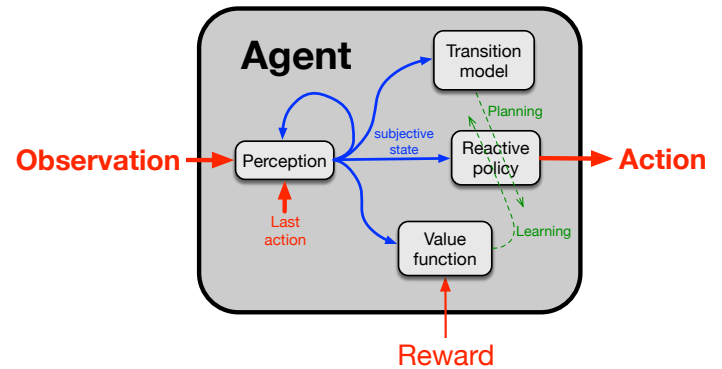 Agent
Transition
model
Planning
subjective
state
Observation
Perception
Reactive
policy
Action
Last
action
Value
function
Learning
Reward